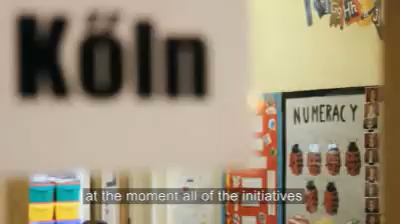 Köln
NUMERACY
at the moment all of the initiatives